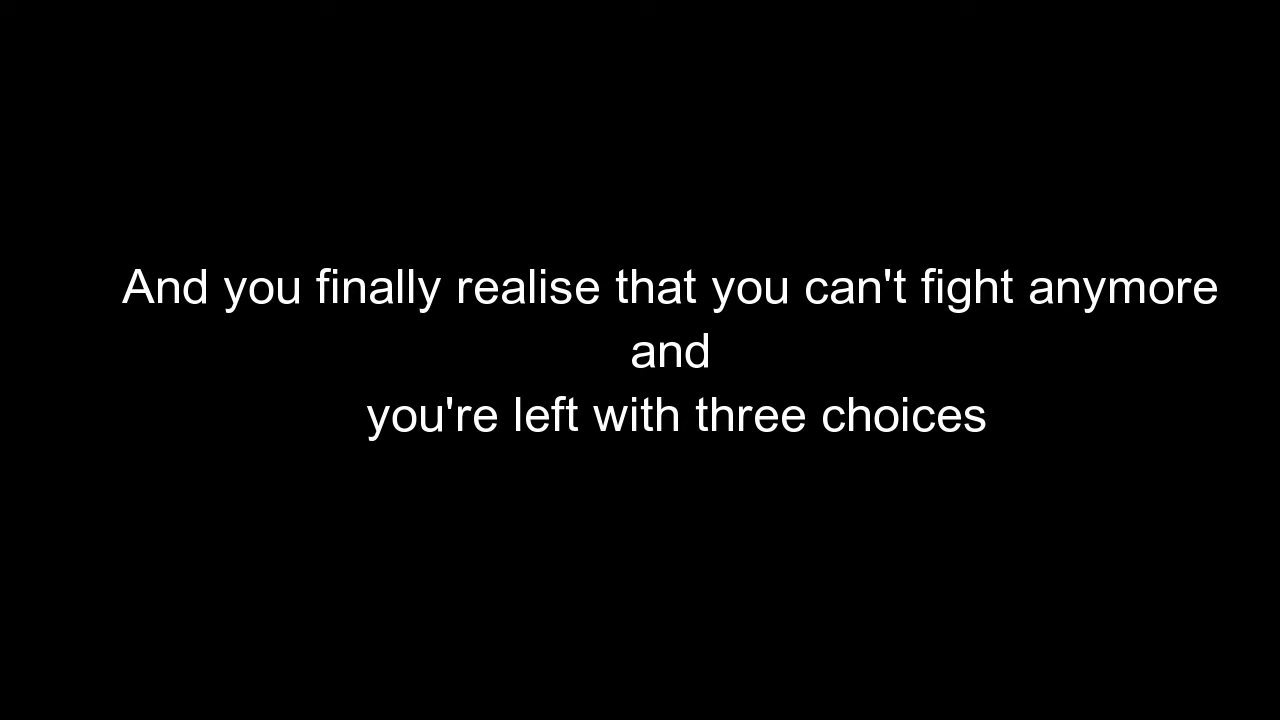 And you finally realise that you can't fight anymore
and
you're left with three choices